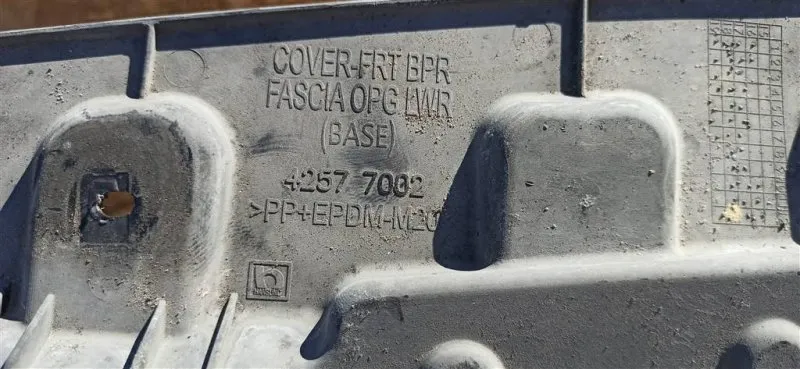 COVER-FRT BPR
FASCIA OPG LWR
(BASE)
4257 7002
>PP+EPDM-M20